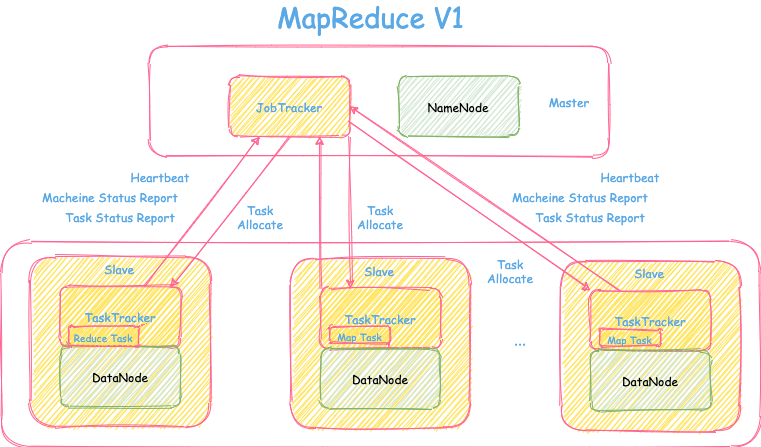 MapReduce V1
JobTracker
NameNode
Master
Heartbeat
Macheine Status Report
Task Status Report
Task
Allocate
Task
Allocate
Heartbeat
Macheine Status Report
Task Status Report
Task
Allocate
Slave
TaskTracker
Reduce Task
DataNode
Slave
TaskTracker
Map Task
DataNode
...
Slave
TaskTracker
Map Task
DataNode